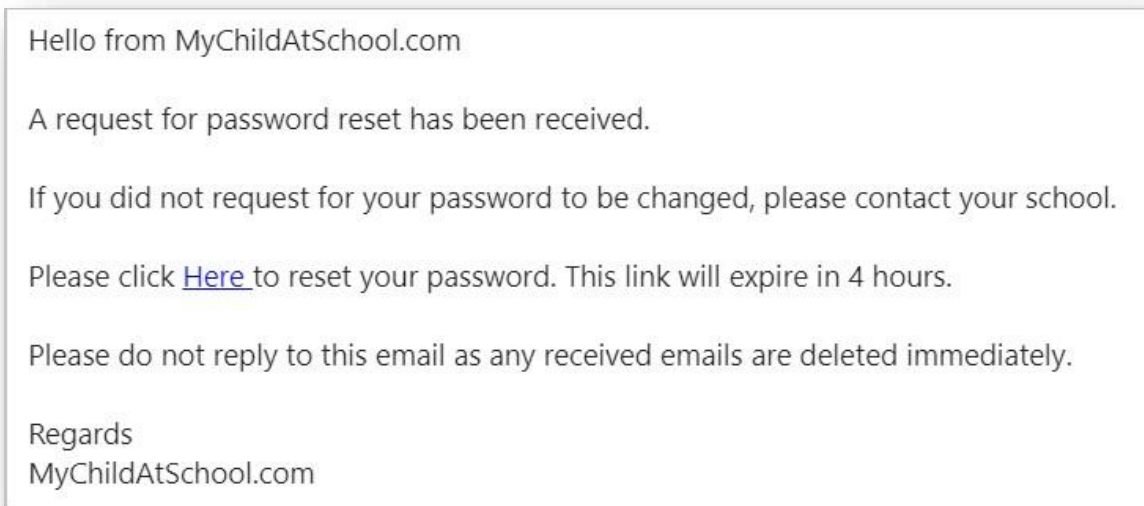 Hello from MyChildAtSchool.com
A request for password reset has been received.
If you did not request for your password to be changed, please contact your school.
Please click Here to reset your password. This link will expire in 4 hours.
Please do not reply to this email as any received emails are deleted immediately.
Regards
MyChildAtSchool.com